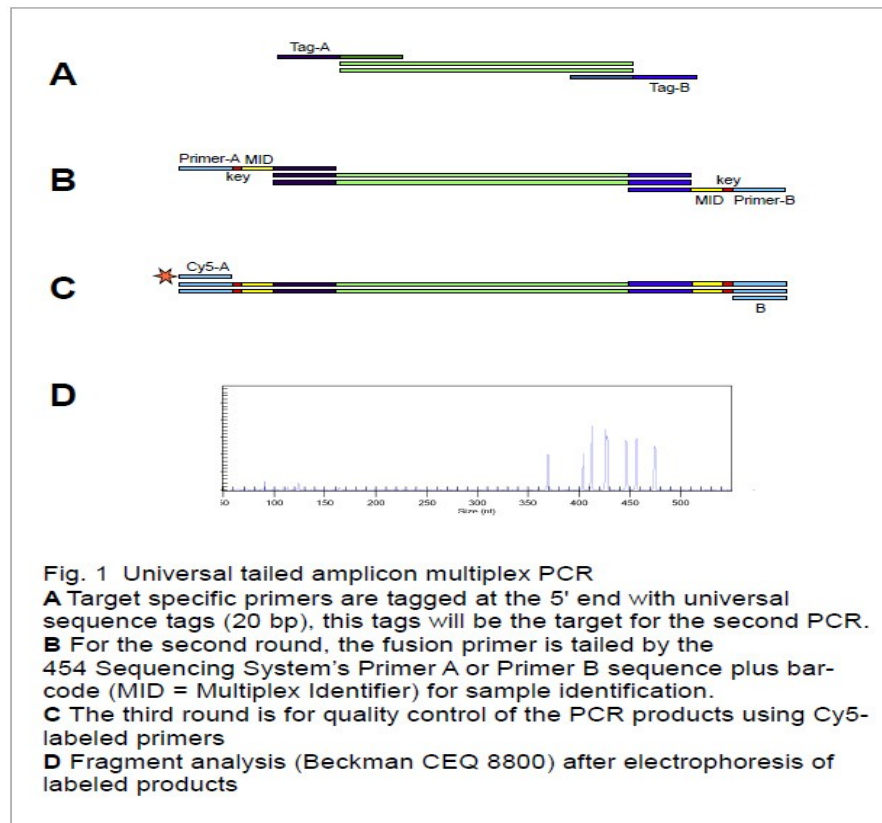 Tag-A
A
Tag-B
Primer-A MID
key
B
key
MID Primer-B
Cy5-A
C
B
D
50 100 150 200 250 300 350 400 450 500
Size (nt)
Fig. 1 Universal tailed amplicon multiplex PCR
A Target specific primers are tagged at the 5' end with universal
sequence tags (20 bp), this tags will be the target for the second PCR.
B For the second round, the fusion primer is tailed by the
454 Sequencing System's Primer A or Primer B sequence plus bar-
code (MID = Multiplex Identifier) for sample identification.
C The third round is for quality control of the PCR products using Cy5-
labeled primers
D Fragment analysis (Beckman CEQ 8800) after electrophoresis of
labeled products